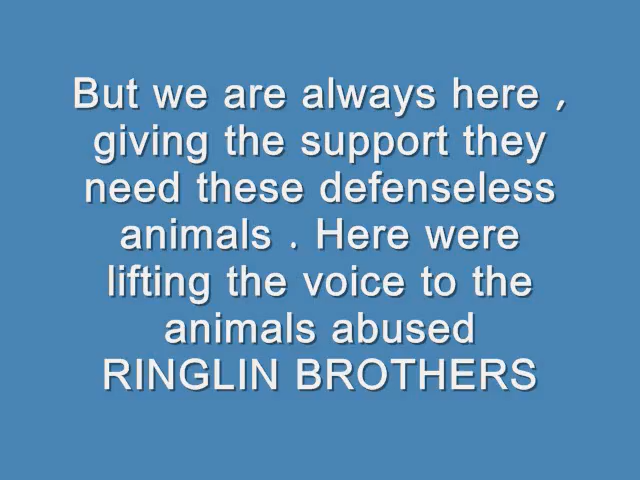 But we are always here ,
giving the support they
need these defenseless
animals . Here were
lifting the voice to the
animals abused
RINGLIN BROTHERS